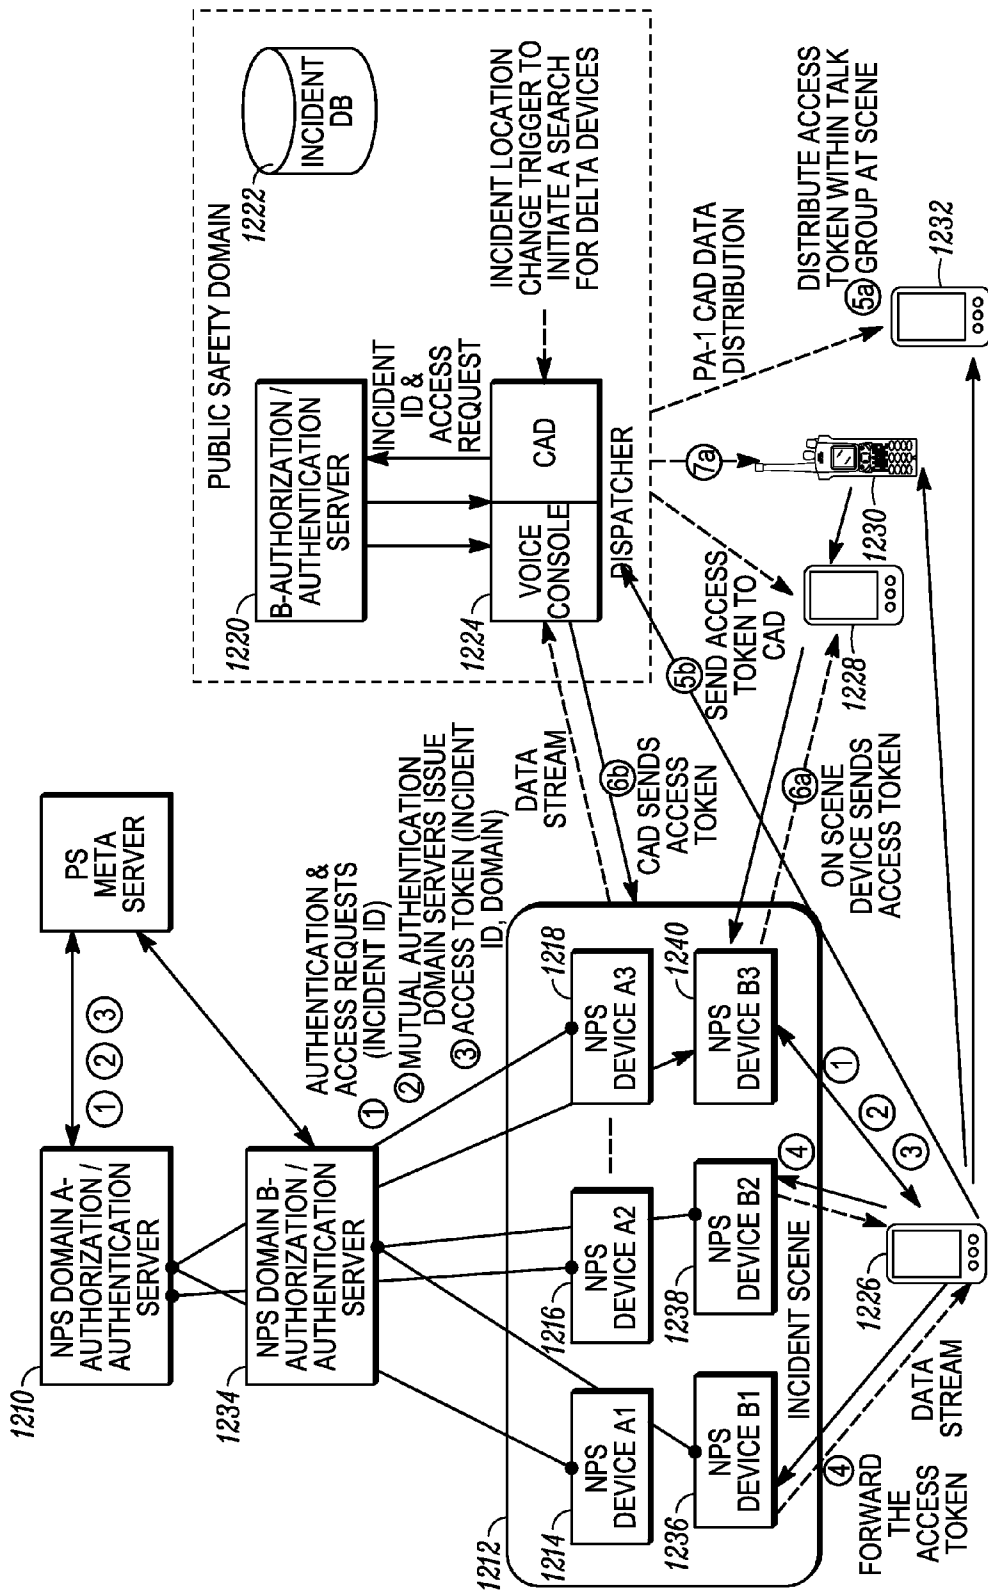 1210
NPS DOMAIN A-
AUTHORIZATION /
AUTHENTICATION
SERVER
1 2 3
PS
META
SERVER
1234
NPS DOMAIN B-
AUTHORIZATION /
AUTHENTICATION
SERVER
AUTHENTICATION &
ACCESS REQUESTS
(INCIDENT ID)
1
2 MUTUAL AUTHENTICATION
DOMAIN SERVERS ISSUE
3 ACCESS TOKEN (INCIDENT
ID, DOMAIN)
PUBLIC SAFETY DOMAIN
1220
B-AUTHORIZATION /
AUTHENTICATION
SERVER
1222
INCIDENT
DB
INCIDENT
ID &
ACCESS
REQUEST
1224
VOICE
CONSOLE
CAD
DISPATCHER
INCIDENT LOCATION
CHANGE TRIGGER TO
INITIATE A SEARCH
FOR DELTA DEVICES
1212
1214
NPS
DEVICE A1
1216
NPS
DEVICE A2
1218
NPS
DEVICE A3
1236
NPS
DEVICE B1
1238
NPS
DEVICE B2
1240
NPS
DEVICE B3
INCIDENT SCENE
DATA
STREAM
6b
CAD SENDS
ACCESS
TOKEN
5b
SEND ACCESS
TOKEN TO
CAD
7a
PA-1 CAD DATA
DISTRIBUTION
DISTRIBUTE ACCESS
TOKEN WITHIN TALK
5a GROUP AT SCENE
4
FORWARD
THE
ACCESS
TOKEN
DATA
STREAM
4
1
2
3
6a
ON SCENE
DEVICE SENDS
ACCESS TOKEN
1226
1228
1230
1232